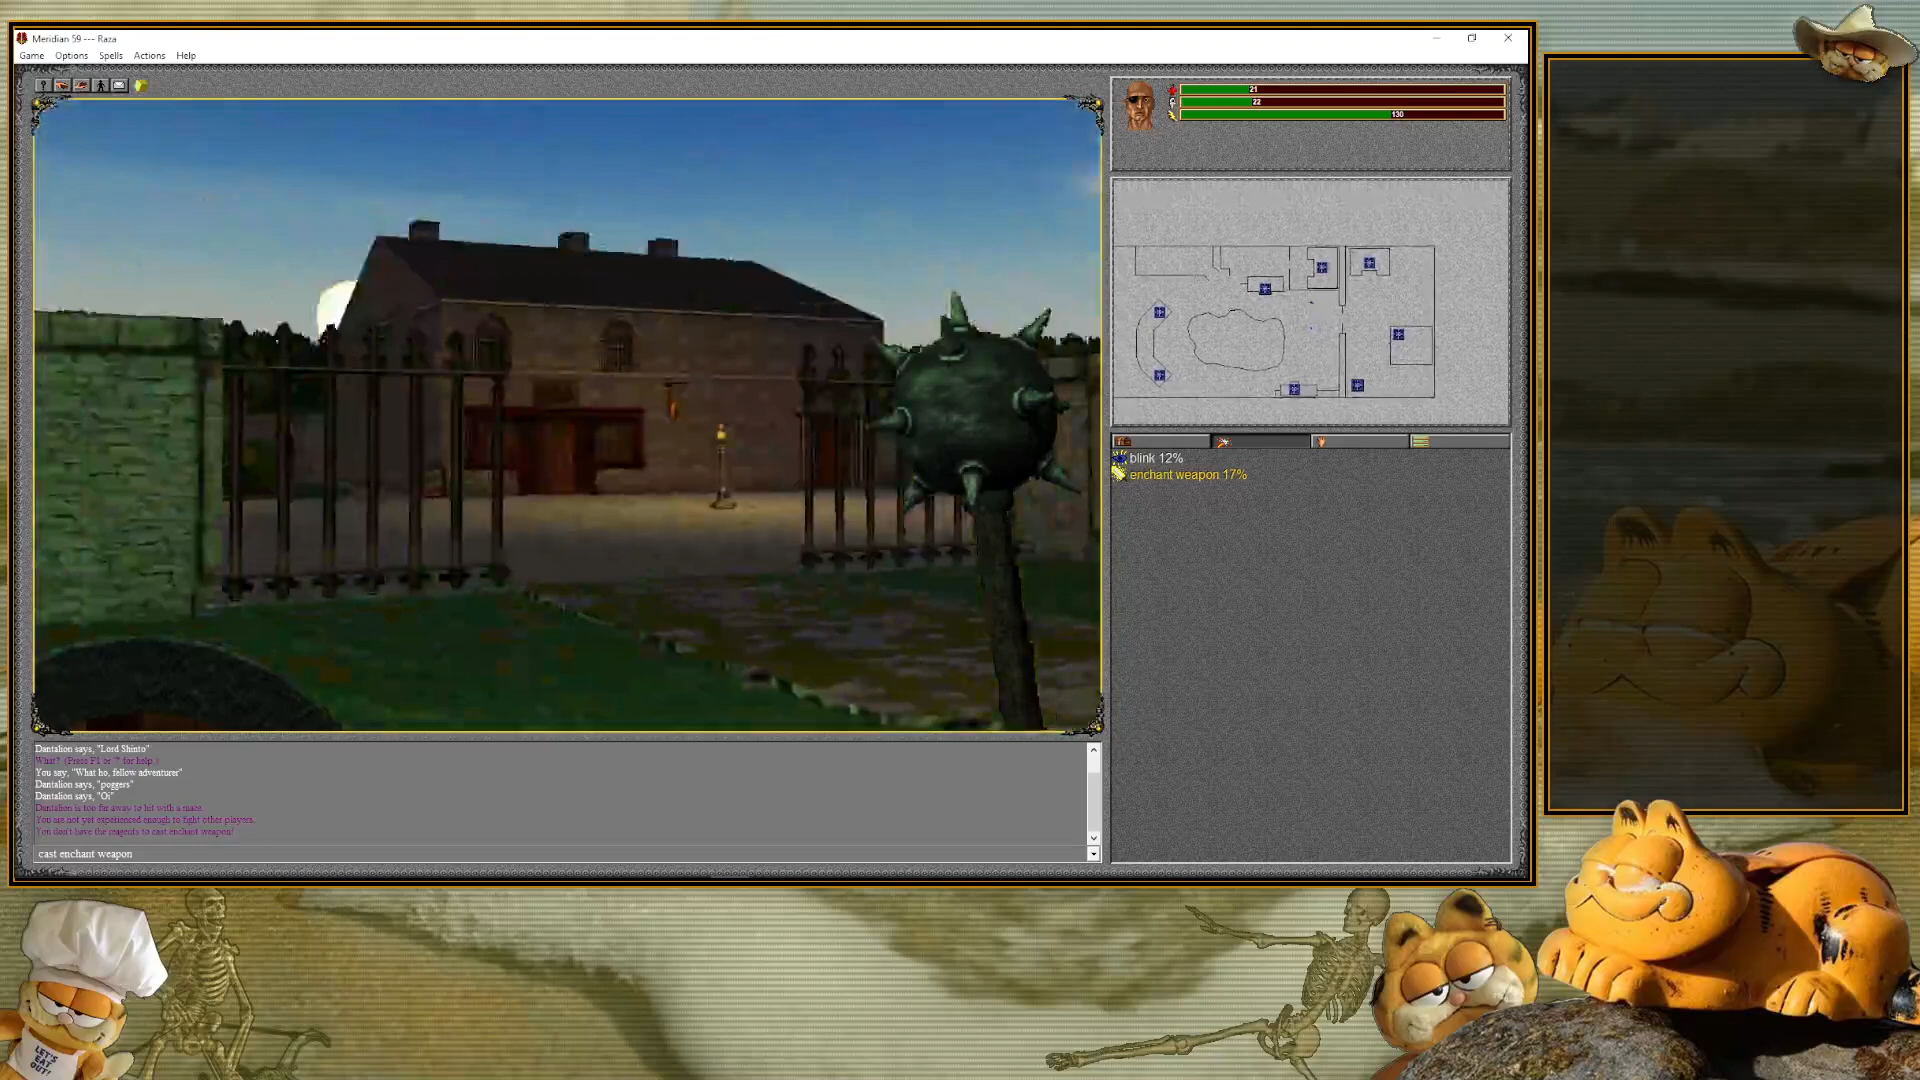 Meridian 59 --- Raza
Game Options Spells Actions Help
21
22
130
blink 12%
enchant weapon 17%
Dantalion says, "Lord Shinto"
What? (Press F1 or '?' for help.)
You say, "What ho, fellow adventurer"
Dantalion says, "poggers"
Dantalion says, "Oi"
Dantalion is too far away to hit with a mace.
You are not yet experienced enough to fight other players.
You don't have the reagents to cast enchant weapon!
cast enchant weapon
LET'S
EAT
OUT!